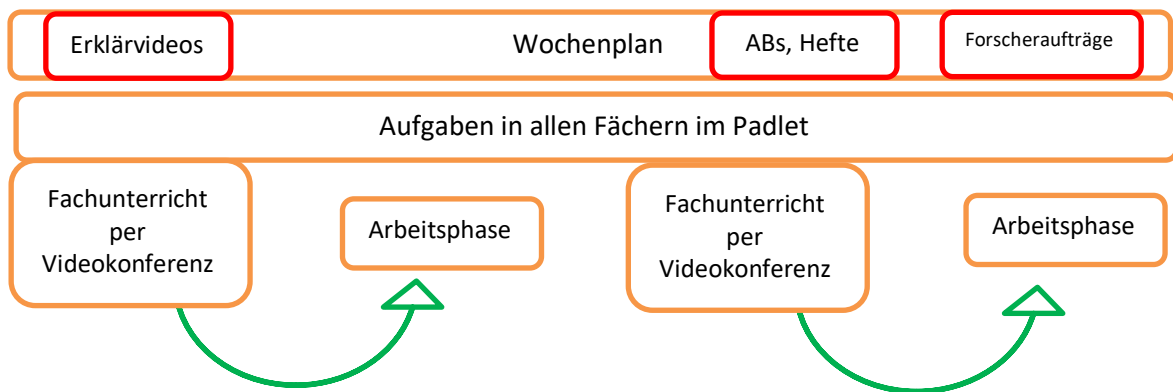 Erklärvideos
Wochenplan
ABs, Hefte
Forscheraufträge
Aufgaben in allen Fächern im Padlet
Fachunterricht
per
Videokonferenz
Arbeitsphase
Fachunterricht
per
Videokonferenz
Arbeitsphase